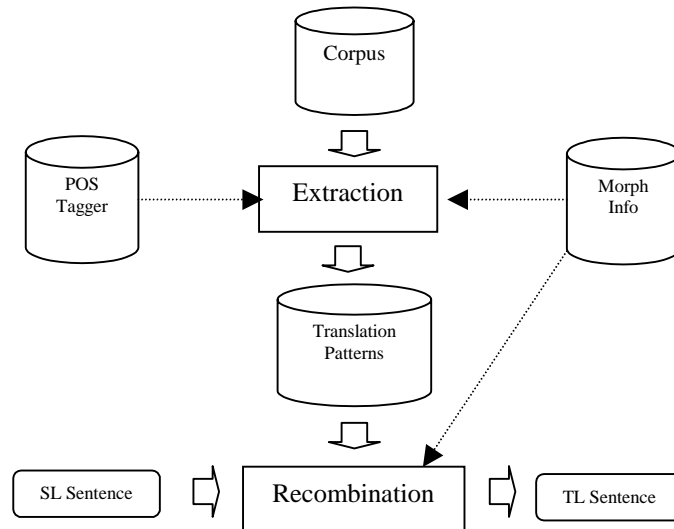 Corpus
POS
Tagger
Extraction
Morph
Info
Translation
Patterns
SL Sentence
Recombination
TL Sentence